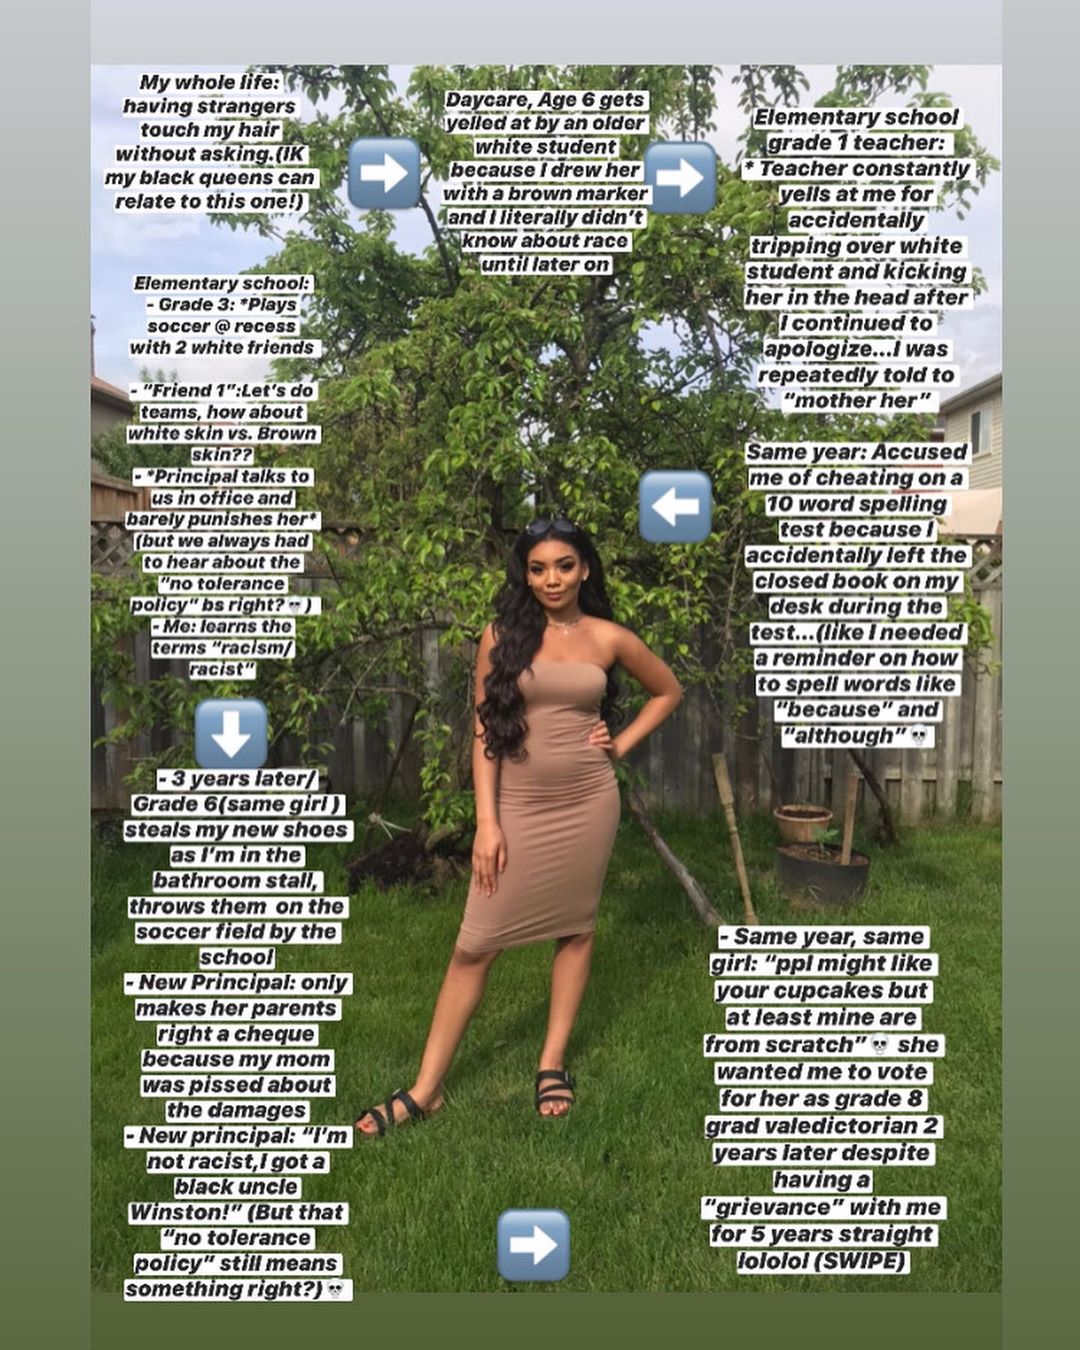 My whole life:
having strangers
touch my hair
without asking.(IK
my black queens can
relate to this one!)
Daycare, Age 6 gets
yelled at by an older
white student
because I drew her
with a brown marker
and I literally didn't
know about race
until later on
Elementary school
grade 1 teacher:
* Teacher constantly
yells at me for
accidentally
tripping over white
student and kicking
her in the head after
I continued to
apologize...I was
repeatedly told to
“mother her”
Same year: Accused
me of cheating on a
10 word spelling
test because I
accidentally left the
closed book on my
desk during the
test...(like I needed
a reminder on how
to spell words like
“because” and
“although”💀
Elementary school:
- Grade 3: *Plays
soccer @ recess
with 2 white friends
- “Friend 1”:Let's do
teams, how about
white skin vs. Brown
skin??
- *Principal talks to
us in office and
barely punishes her*
(but we always had
to hear about the
“no tolerance
policy” bs right?💀)
- Me: learns the
terms “racism/
racist”
- 3 years later/
Grade 6(same girl )
steals my new shoes
as I'm in the
bathroom stall,
throws them on the
soccer field by the
school
- New Principal: only
makes her parents
right a cheque
because my mom
was pissed about
the damages
- New principal: “I'm
not racist,I got a
black uncle
Winston!” (But that
“no tolerance
policy” still means
something right?)💀
- Same year, same
girl: “ppl might like
your cupcakes but
at least mine are
from scratch”💀 she
wanted me to vote
for her as grade 8
grad valedictorian 2
years later despite
having a
“grievance” with me
for 5 years straight
lololol (SWIPE)